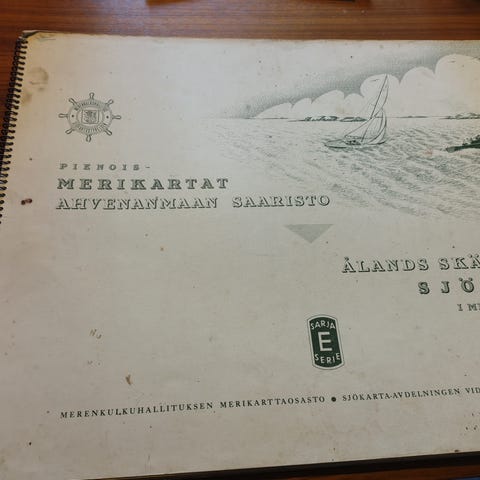 PIENOIS-
MERIKARTAT
AHVENANMAAN SAARISTO
ÅLANDS SKÄ
SJÖ
I M
SARJA
E
SERIE
MERENKULKUHALLITUKSEN MERIKARTTAOSASTO ● SJÖKARTA-AVDELNINGEN VID